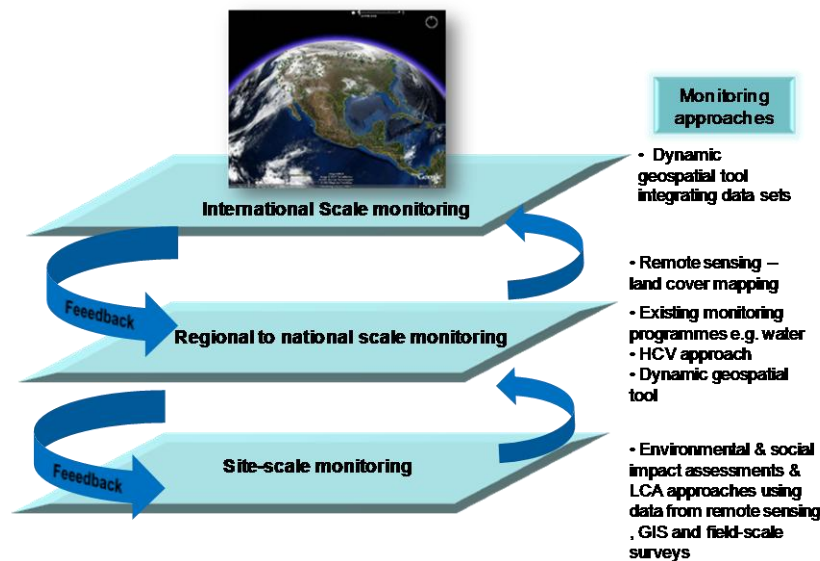 Google
International Scale monitoring
Feeedback
Regional to national scale monitoring
Feeedback
Site-scale monitoring
Monitoring
approaches
• Dynamic
geospatial tool
integrating data sets
• Remote sensing –
land cover mapping
• Existing monitoring
programmes e.g. water
• HCV approach
• Dynamic geospatial
tool
• Environmental & social
impact assessments &
LCA approaches using
data from remote sensing
, GIS and field-scale
surveys